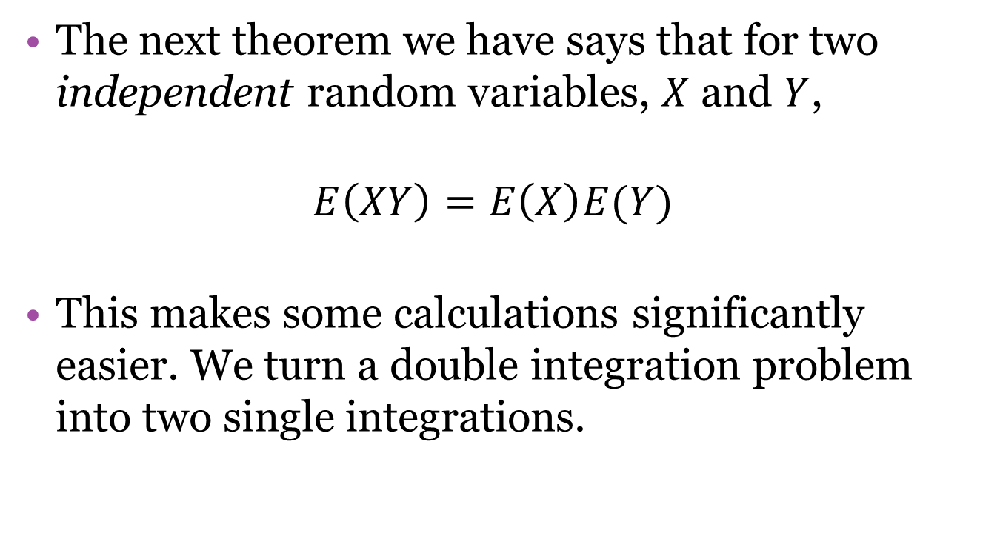 • The next theorem we have says that for two
independent random variables, X and Y,
E(XY) = E(X)E(Y)
• This makes some calculations significantly
easier. We turn a double integration problem
into two single integrations.